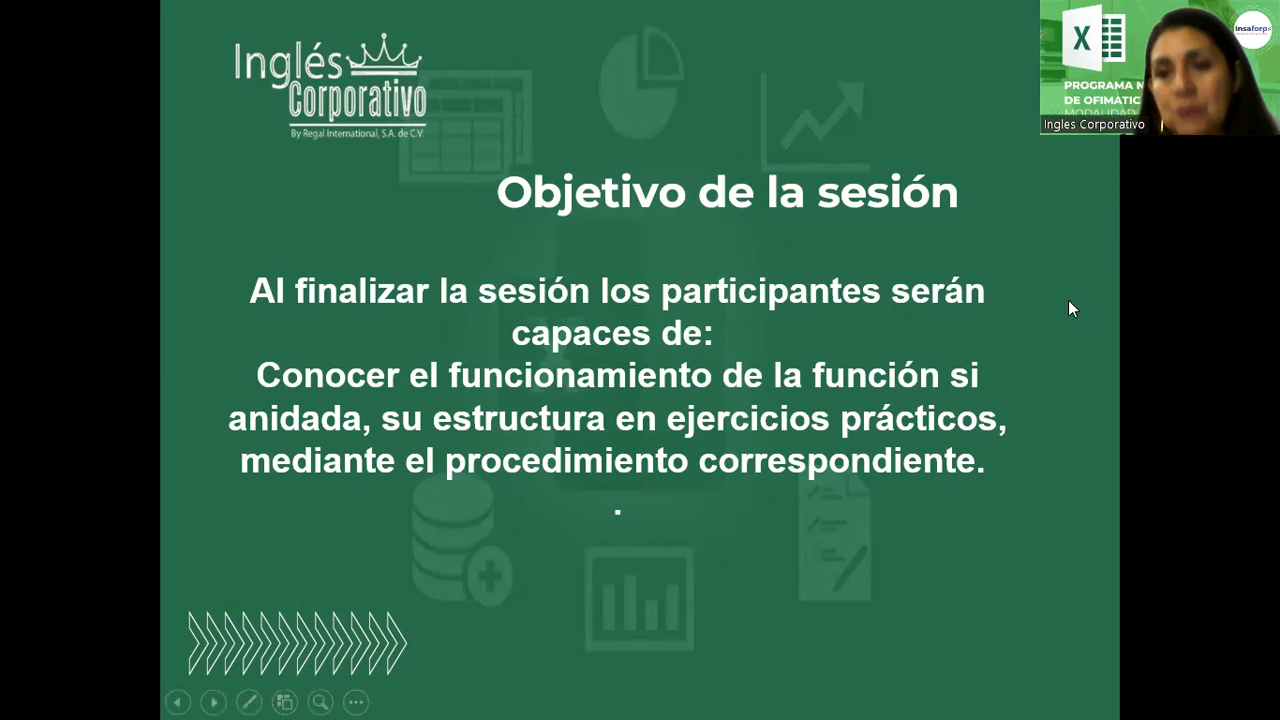 Inglés
Corporativo
By Regal International, S.A. de C.V.
insaforp
X
PROGRAMA
DE OFIMATIC
MODALIDAD
Ingles Corporativo
Objetivo de la sesión
Al finalizar la sesión los participantes serán
capaces de:
Conocer el funcionamiento de la función si
anidada, su estructura en ejercicios prácticos,
mediante el procedimiento correspondiente.
.